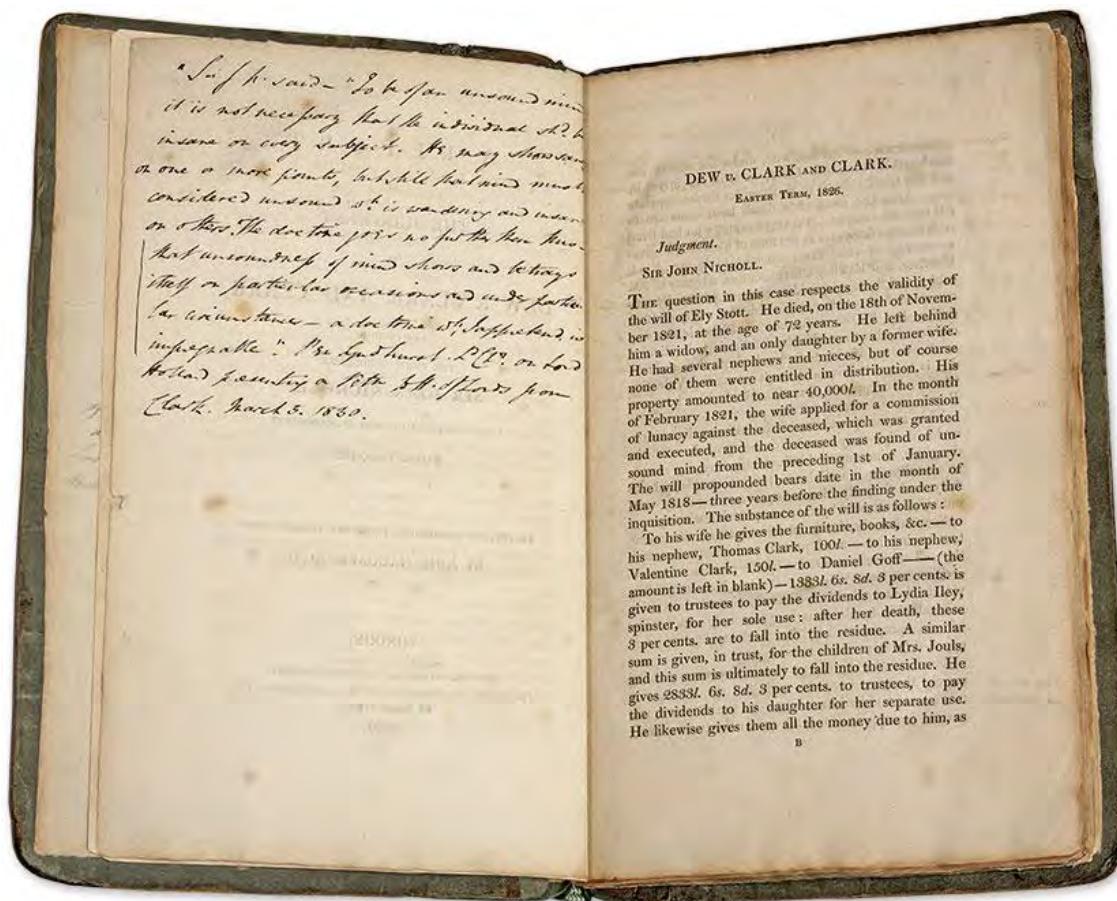 "Sir J. N. said— "To be of an unsound mind
it is not necessary that the individual shd. be
insane on every subject. He may show sane
on one or more points, but still that mind must be
considered unsound wh. is wandering and insane
on others. The doctrine goes no further than this—
that unsoundness of mind shows and betrays
itself on particular occasions and under particu-
lar circumstances— a doctrine wh. I apprehend is
impregnable". Per Lyndhurst on Lord
Holland presenting a Petn. to H. of Lords from
Clark. March 5. 1830.
DEW v. CLARK AND CLARK.
EASTER TERM, 1826.
Judgment.
SIR JOHN NICHOLL.
THE question in this case respects the validity of
the will of Ely Stott. He died, on the 18th of Novem-
ber 1821, at the age of 72 years. He left behind
him a widow, and an only daughter by a former wife.
He had several nephews and nieces, but of course
none of them were entitled in distribution. His
property amounted to near 40,000l. In the month
of February 1821, the wife applied for a commission
of lunacy against the deceased, which was granted
and executed, and the deceased was found of un-
sound mind from the preceding 1st of January.
The will propounded bears date in the month of
May 1818—three years before the finding under the
inquisition. The substance of the will is as follows:
To his wife he gives the furniture, books, &c. — to
his nephew, Thomas Clark, 100l. — to his nephew,
Valentine Clark, 150l. — to Daniel Goff—— (the
amount is left in blank)—1333l. 6s. 8d. 3 per cents. is
given to trustees to pay the dividends to Lydia Iley,
spinster, for her sole use: after her death, these
3 per cents. are to fall into the residue. A similar
sum is given, in trust, for the children of Mrs. Jouls,
and this sum is ultimately to fall into the residue. He
gives 2833l. 6s. 8d. 3 per cents. to trustees, to pay
the dividends to his daughter for her separate use.
He likewise gives them all the money due to him, as
B